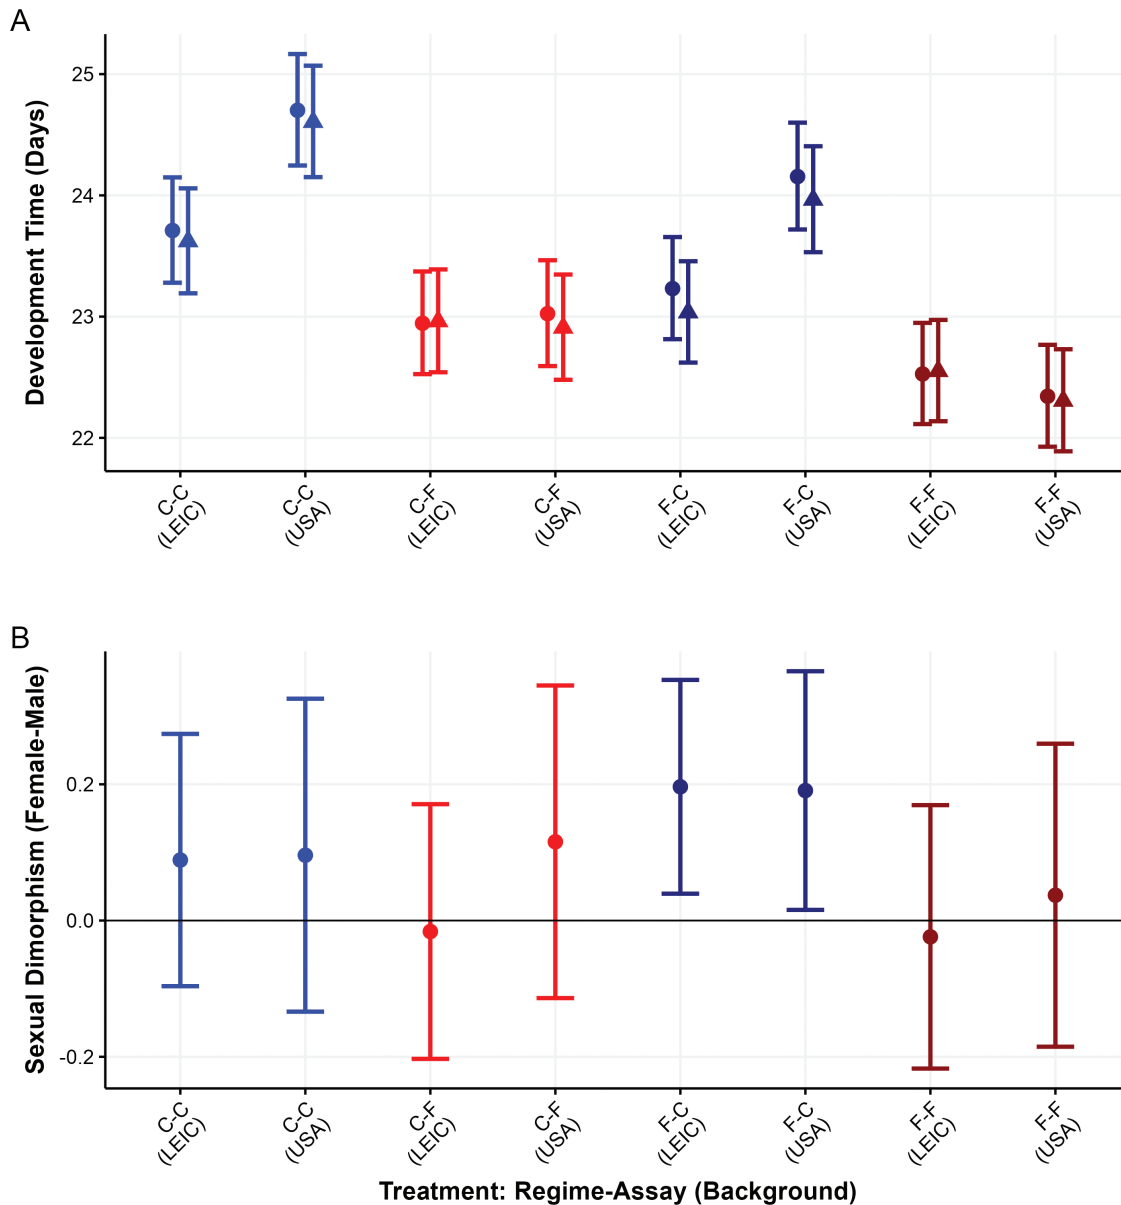 A
Development Time (Days)
25
24
23
22
C-C
(LEIC)
C-C
(USA)
C-F
(LEIC)
C-F
(USA)
F-C
(LEIC)
F-C
(USA)
F-F
(LEIC)
F-F
(USA)
B
Sexual Dimorphism (Female-Male)
0.2
0.0
-0.2
C-C
(LEIC)
C-C
(USA)
C-F
(LEIC)
C-F
(USA)
F-C
(LEIC)
F-C
(USA)
F-F
(LEIC)
F-F
(USA)
Treatment: Regime-Assay (Background)